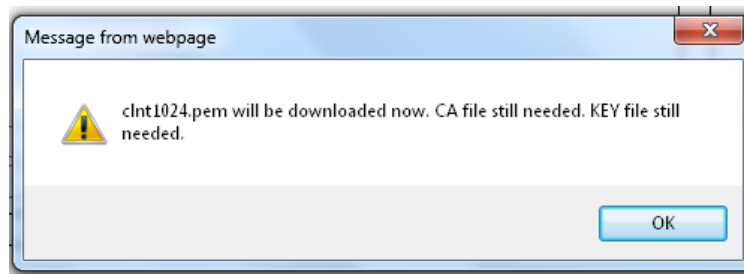 Message from webpage
clnt1024.pem will be downloaded now. CA file still needed. KEY file still
needed.
OK